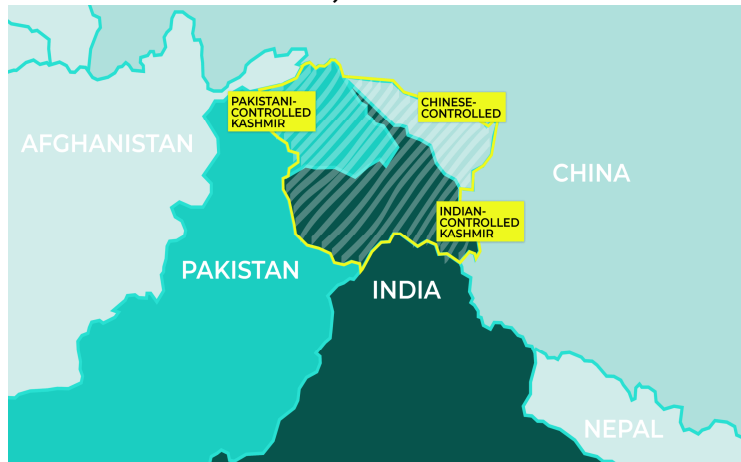 PAKISTANI-
CONTROLLED
KASHMIR
CHINESE-
CONTROLLED
AFGHANISTAN
CHINA
INDIAN-
CONTROLLED
KASHMIR
PAKISTAN
INDIA
NEPAL